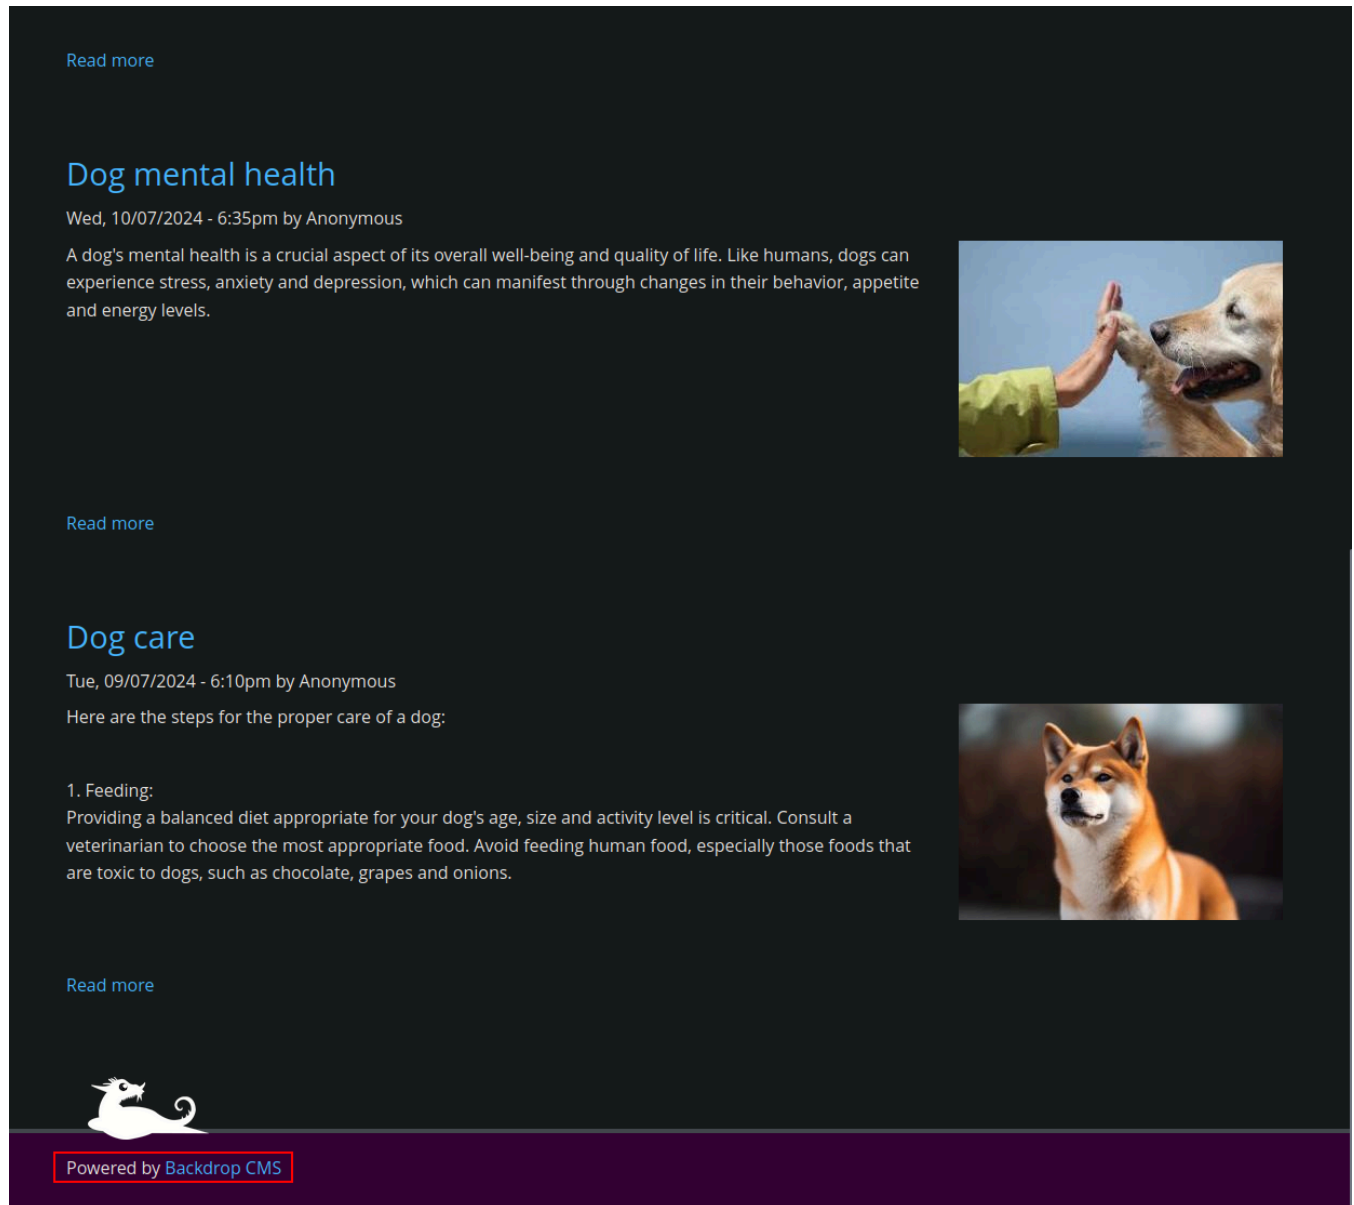 Read more
Dog mental health
Wed, 10/07/2024 - 6:35pm by Anonymous
A dog's mental health is a crucial aspect of its overall well-being and quality of life. Like humans, dogs can
experience stress, anxiety and depression, which can manifest through changes in their behavior, appetite
and energy levels.
Read more
Dog care
Tue, 09/07/2024 - 6:10pm by Anonymous
Here are the steps for the proper care of a dog:
1. Feeding:
Providing a balanced diet appropriate for your dog's age, size and activity level is critical. Consult a
veterinarian to choose the most appropriate food. Avoid feeding human food, especially those foods that
are toxic to dogs, such as chocolate, grapes and onions.
Read more
Powered by Backdrop CMS